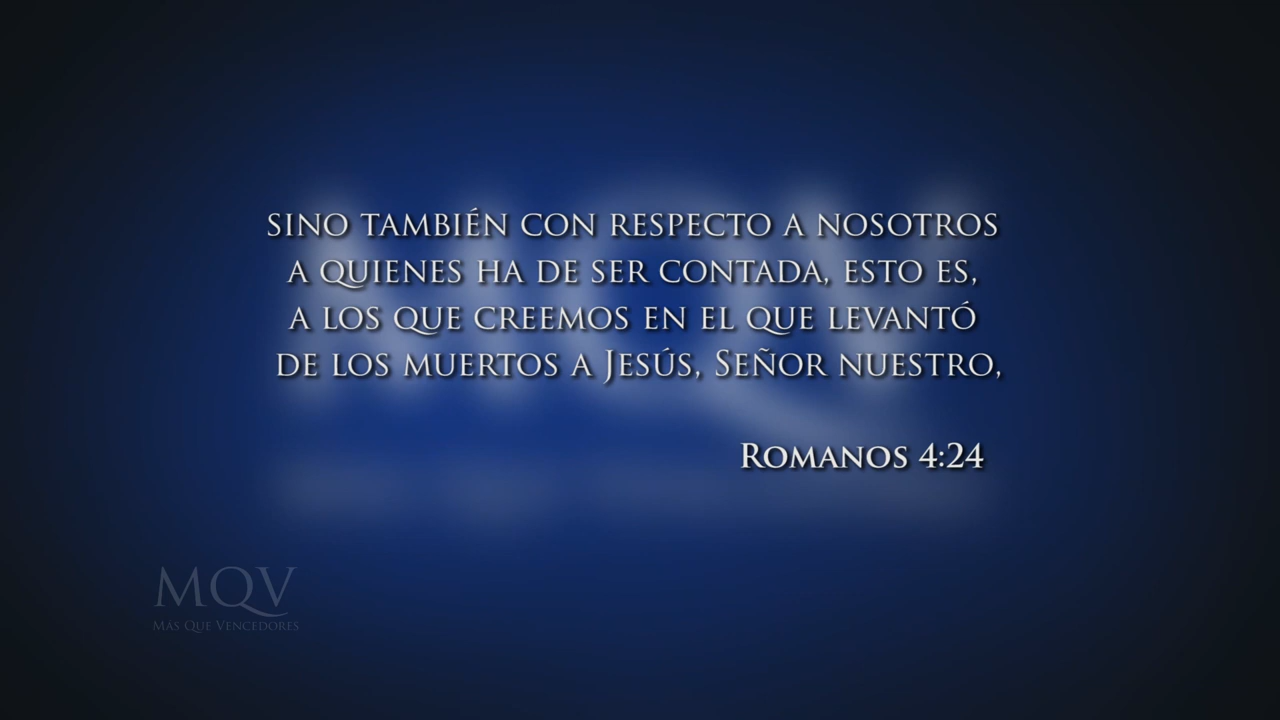 sino también con respecto a nosotros
a quienes ha de ser contada, esto es,
a los que creemos en el que levantó
de los muertos a Jesús, Señor nuestro,
Romanos 4:24
MQV
Más Que Vencedores